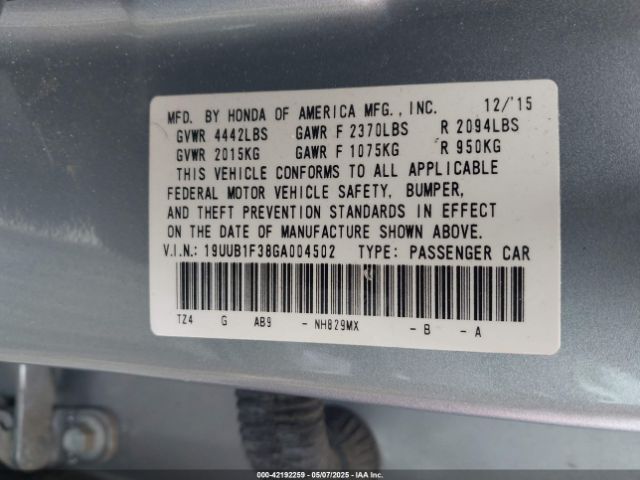 MFD. BY HONDA OF AMERICA MFG., INC. 12/'15
GVWR 4442LBS GAWR F 2370LBS R 2094LBS
GVWR 2015KG GAWR F 1075KG R 950KG
THIS VEHICLE CONFORMS TO ALL APPLICABLE
FEDERAL MOTOR VEHICLE SAFETY, BUMPER,
AND THEFT PREVENTION STANDARDS IN EFFECT
ON THE DATE OF MANUFACTURE SHOWN ABOVE.
V.I.N.: 19UUB1F38GA004502 TYPE: PASSENGER CAR
TZ4 G AB9 - NH829MX - B - A
000-42192259 - 05/07/2025 - IAA Inc.